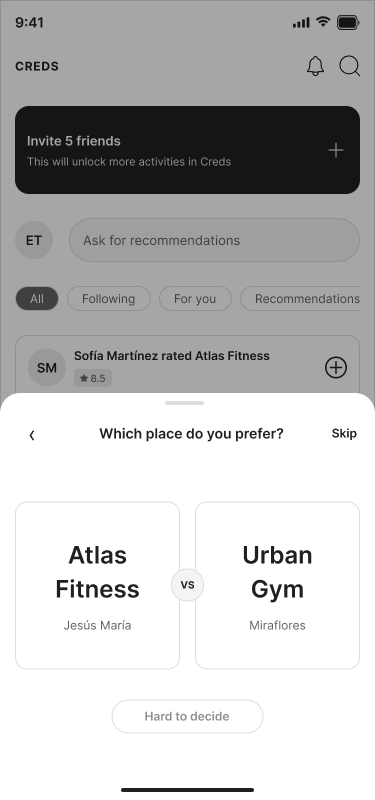 9:41
CREDS
Invite 5 friends
This will unlock more activities in Creds
ET
Ask for recommendations
All
Following
For you
Recommendations
SM
Sofía Martínez rated Atlas Fitness
8.5
Which place do you prefer?
Skip
Atlas
Fitness
Jesús María
VS
Urban
Gym
Miraflores
Hard to decide